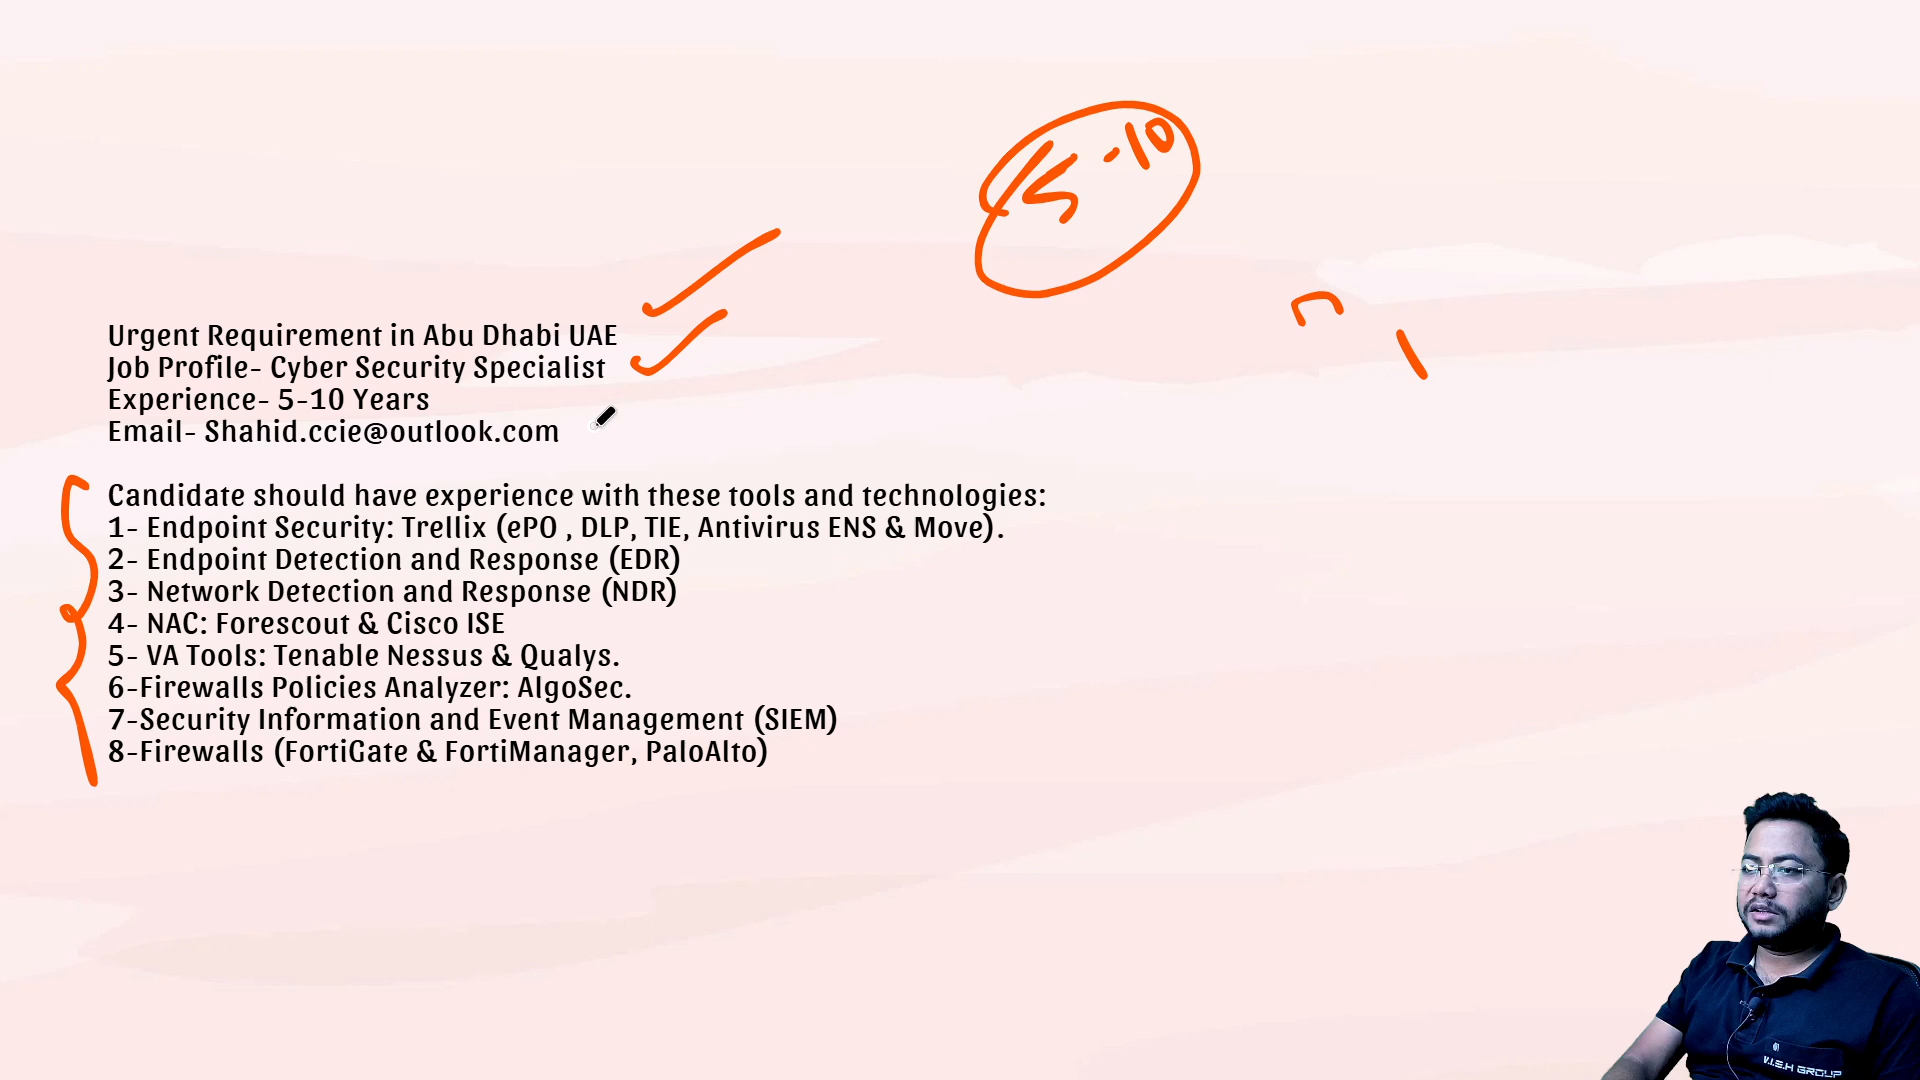 5-10
Urgent Requirement in Abu Dhabi UAE
Job Profile- Cyber Security Specialist
Experience- 5-10 Years
Email- Shahid.ccie@outlook.com
Candidate should have experience with these tools and technologies:
1- Endpoint Security: Trellix (ePO , DLP, TIE, Antivirus ENS & Move).
2- Endpoint Detection and Response (EDR)
3- Network Detection and Response (NDR)
4- NAC: Forescout & Cisco ISE
5- VA Tools: Tenable Nessus & Qualys.
6-Firewalls Policies Analyzer: AlgoSec.
7-Security Information and Event Management (SIEM)
8-Firewalls (FortiGate & FortiManager, PaloAlto)
V.I.S.H GROUP